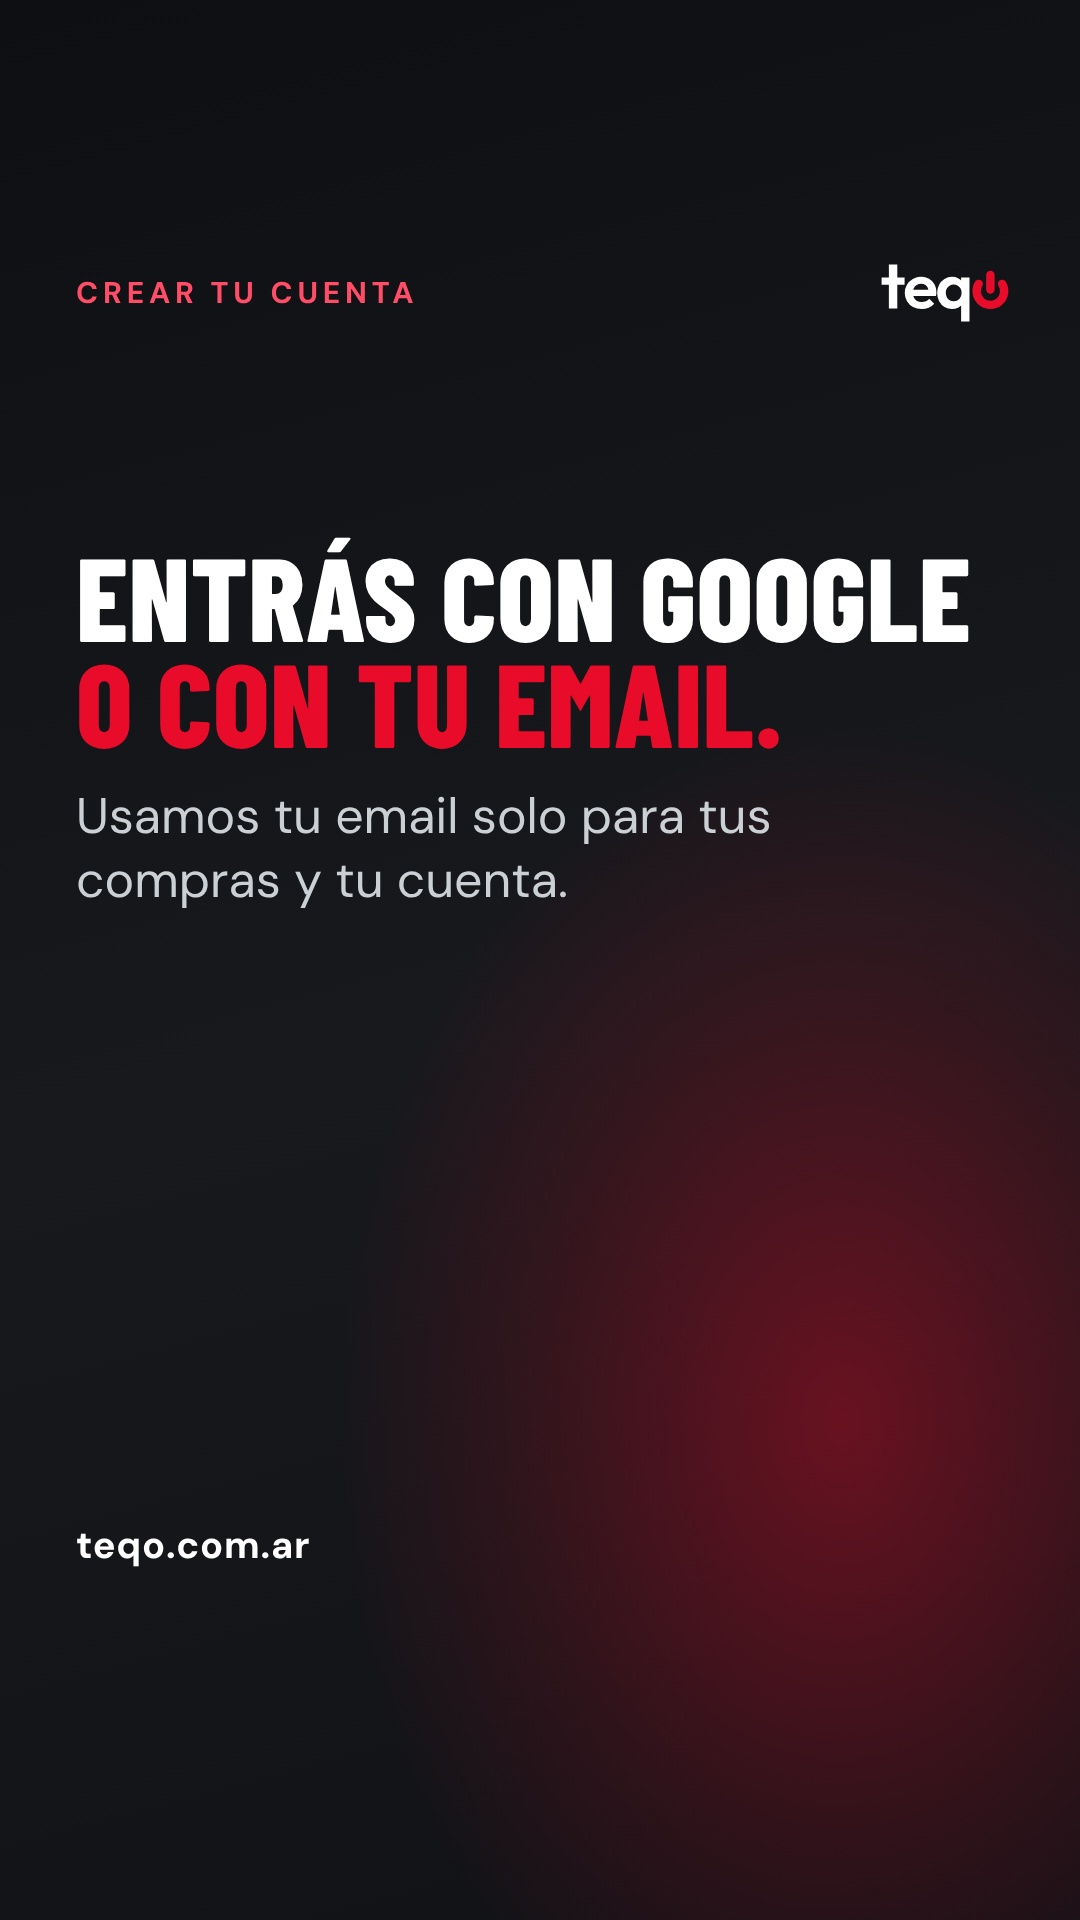 CREAR TU CUENTA
teqo
ENTRÁS CON GOOGLE
O CON TU EMAIL.
Usamos tu email solo para tus
compras y tu cuenta.
teqo.com.ar